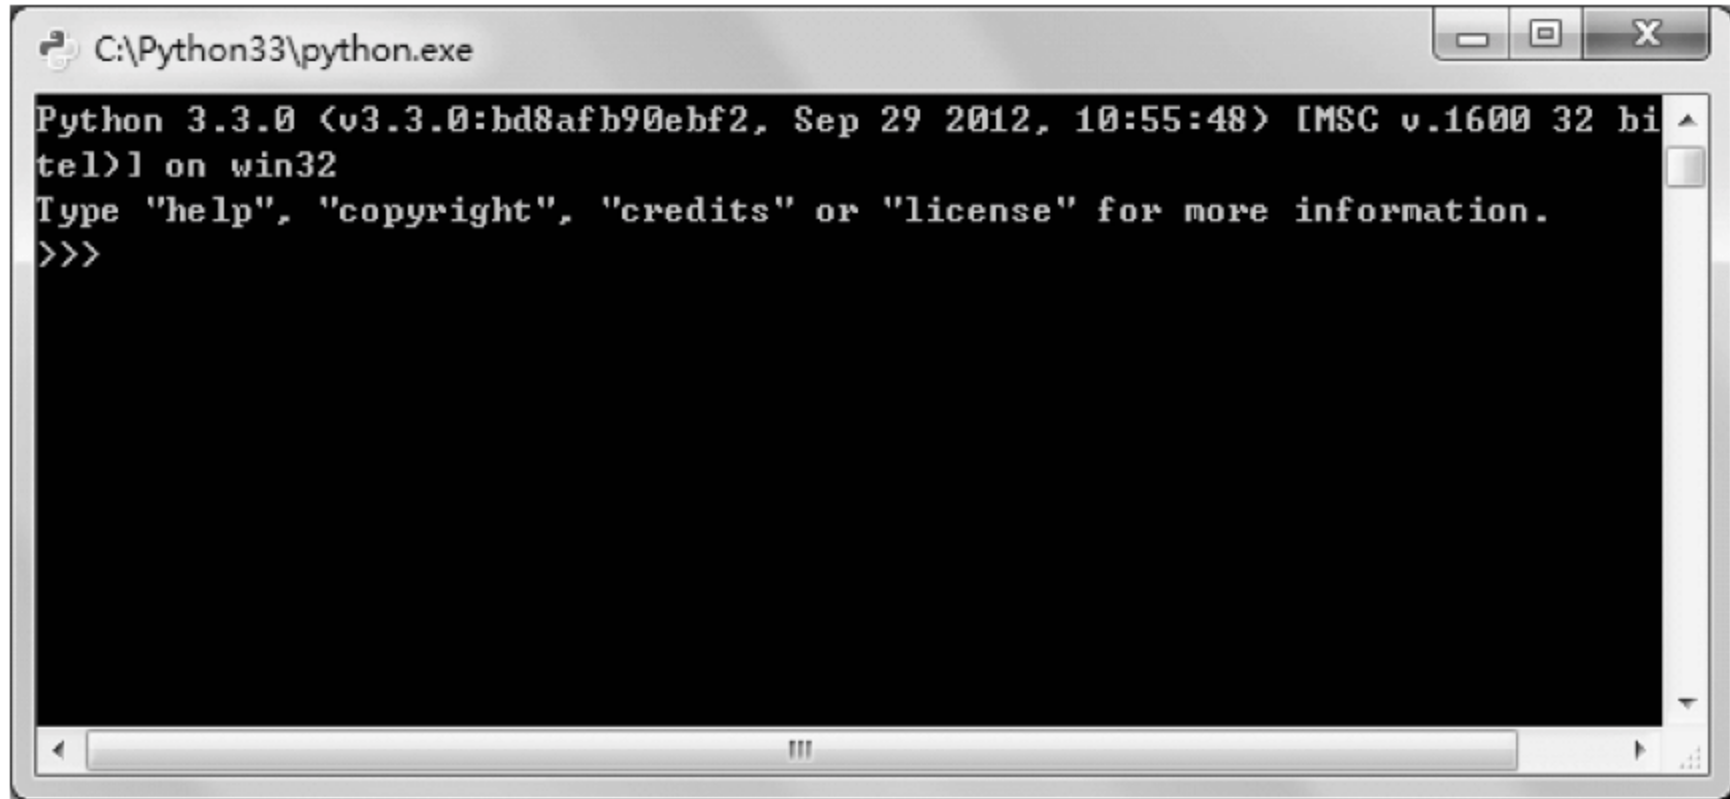 C:\Python33\python.exe
Python 3.3.0 (v3.3.0:bd8afb90ebf2, Sep 29 2012, 10:55:48) [MSC v.1600 32 bi
tel)] on win32
Type "help", "copyright", "credits" or "license" for more information.
>>>